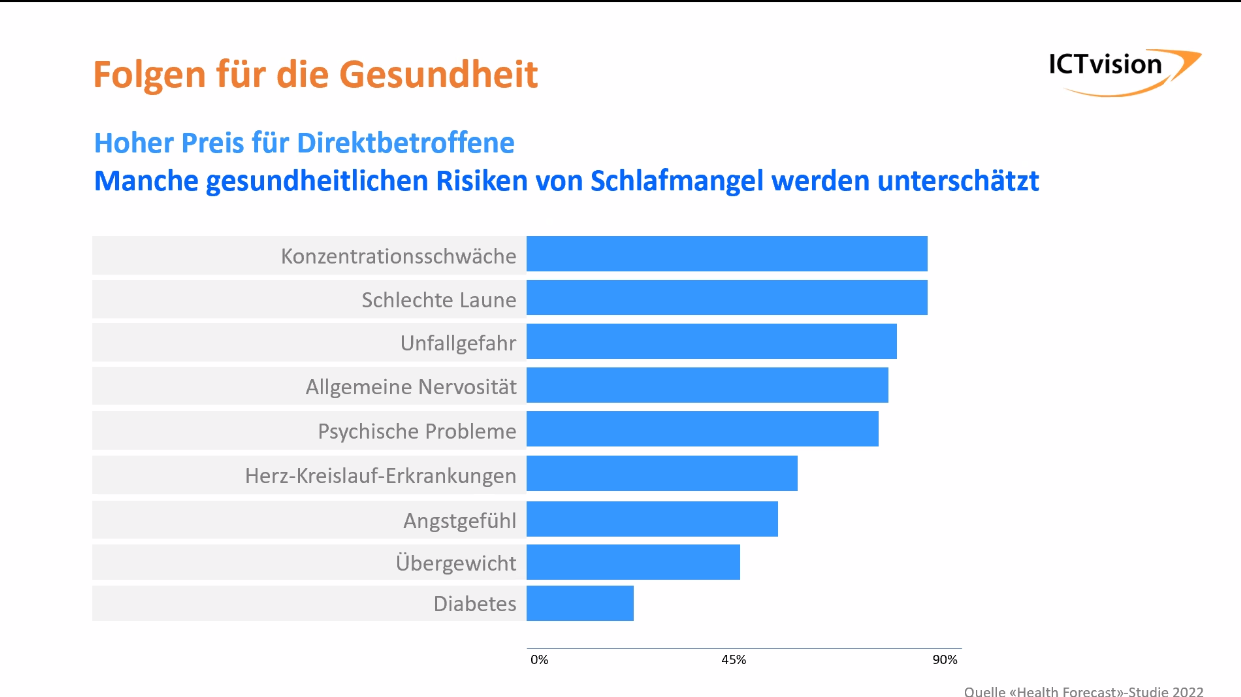 Folgen für die Gesundheit
ICTvision
Hoher Preis für Direktbetroffene
Manche gesundheitlichen Risiken von Schlafmangel werden unterschätzt
Konzentrationsschwäche
Schlechte Laune
Unfallgefahr
Allgemeine Nervosität
Psychische Probleme
Herz-Kreislauf-Erkrankungen
Angstgefühl
Übergewicht
Diabetes
0% 45% 90%
Quelle «Health Forecast»-Studie 2022